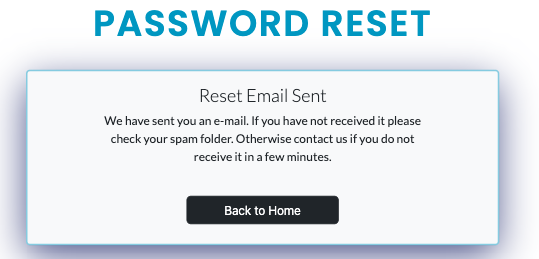 PASSWORD RESET
Reset Email Sent
We have sent you an e-mail. If you have not received it please
check your spam folder. Otherwise contact us if you do not
receive it in a few minutes.
Back to Home